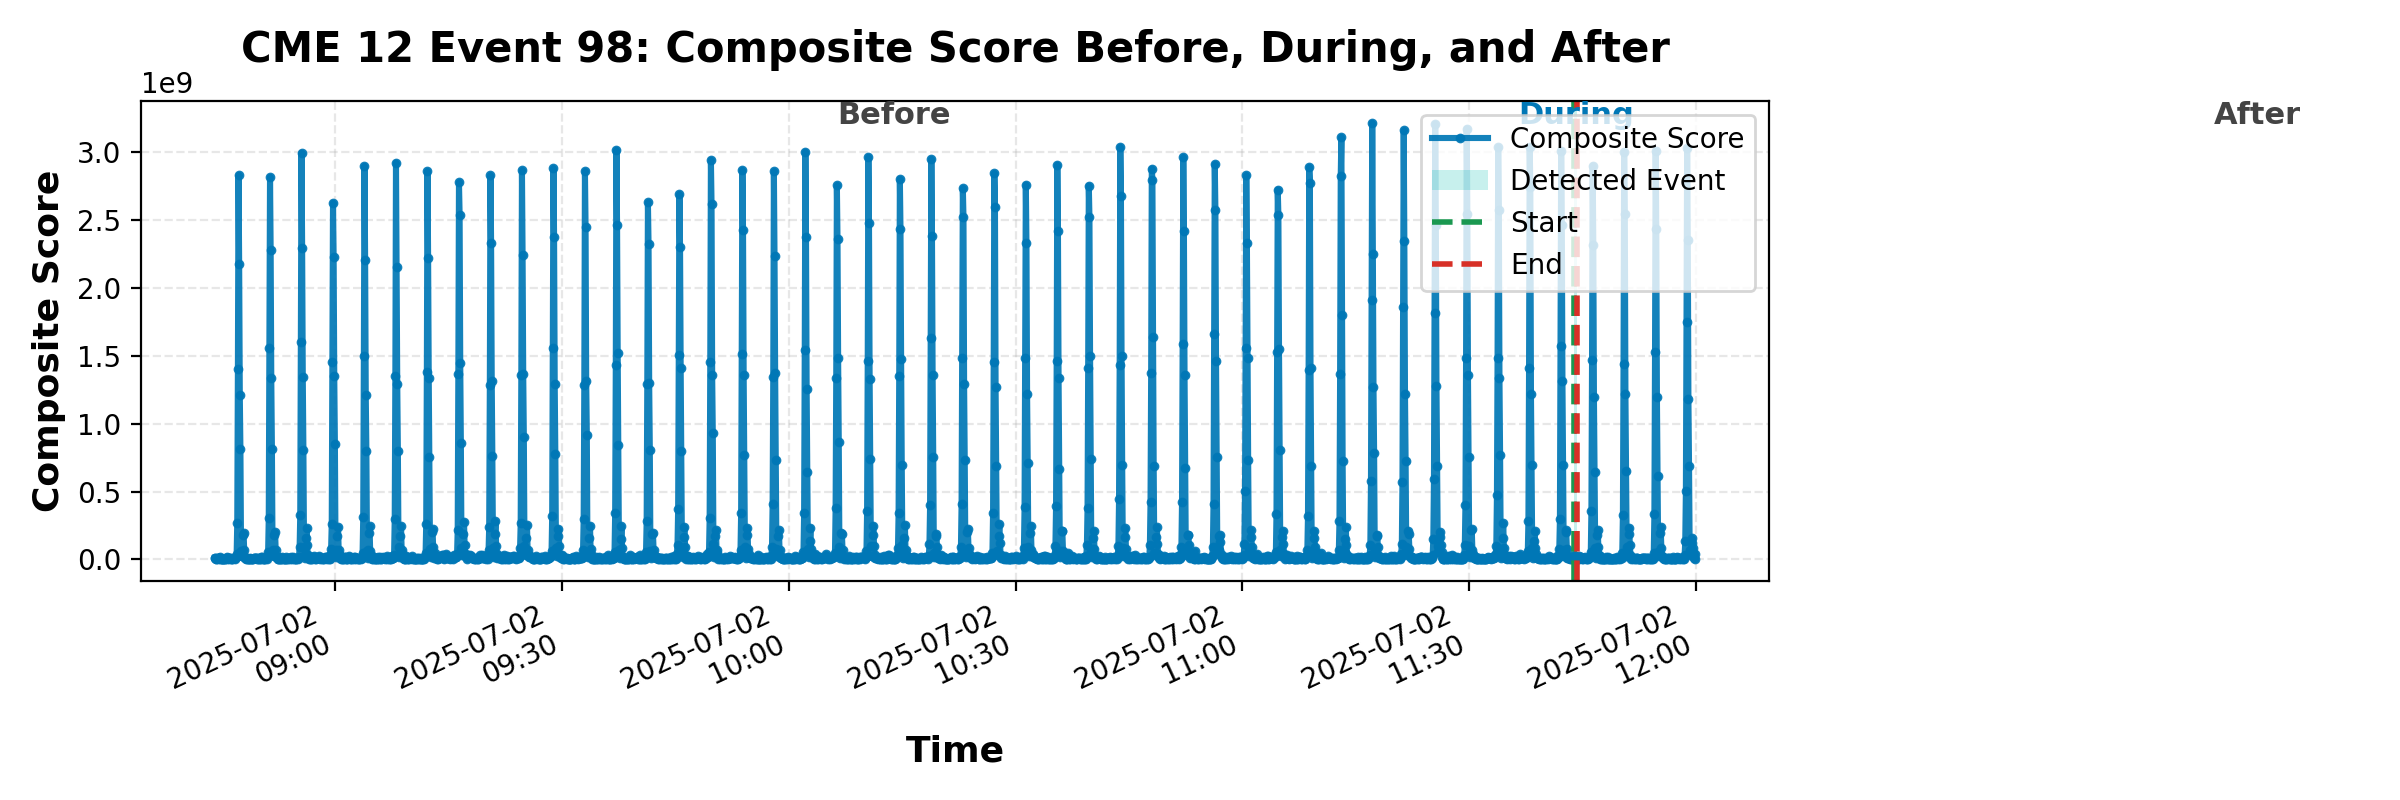 CME 12 Event 98: Composite Score Before, During, and After
1e9
Before
During
After
Composite Score
Detected Event
Start
End
3.0
2.5
2.0
1.5
1.0
0.5
0.0
Composite Score
2025-07-02
09:00
2025-07-02
09:30
2025-07-02
10:00
2025-07-02
10:30
2025-07-02
11:00
2025-07-02
11:30
2025-07-02
12:00
Time